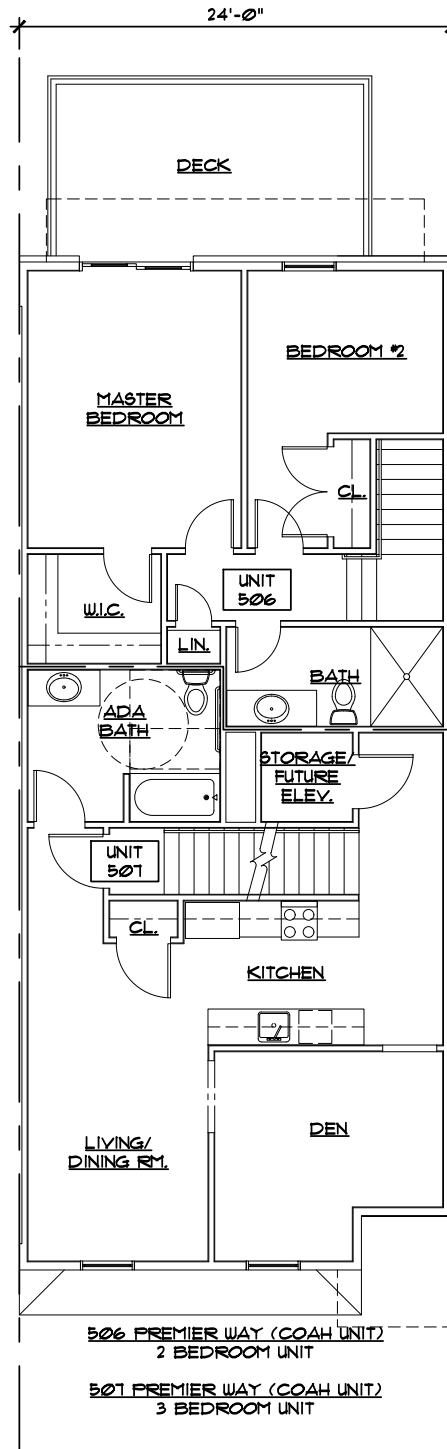 24'-0"
DECK
BEDROOM #2
MASTER
BEDROOM
CL.
UNIT
506
W.I.C.
LIN.
BATH
ADA
BATH
STORAGE/
FUTURE
ELEV.
UNIT
507
CL.
KITCHEN
DEN
LIVING/
DINING RM.
506 PREMIER WAY (COAH UNIT)
2 BEDROOM UNIT
507 PREMIER WAY (COAH UNIT)
3 BEDROOM UNIT